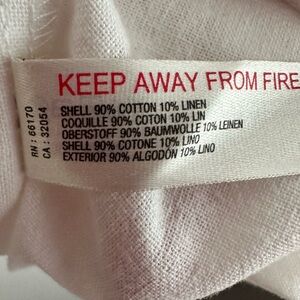 KEEP AWAY FROM FIRE
SHELL 90% COTTON 10% LINEN
COQUILLE 90% COTON 10% LIN
OBERSTOFF 90% BAUMWOLLE 10% LEINEN
SHELL 90% COTONE 10% LINO
EXTERIOR 90% ALGODÓN 10% LINO
RN : 66170
CA : 32054